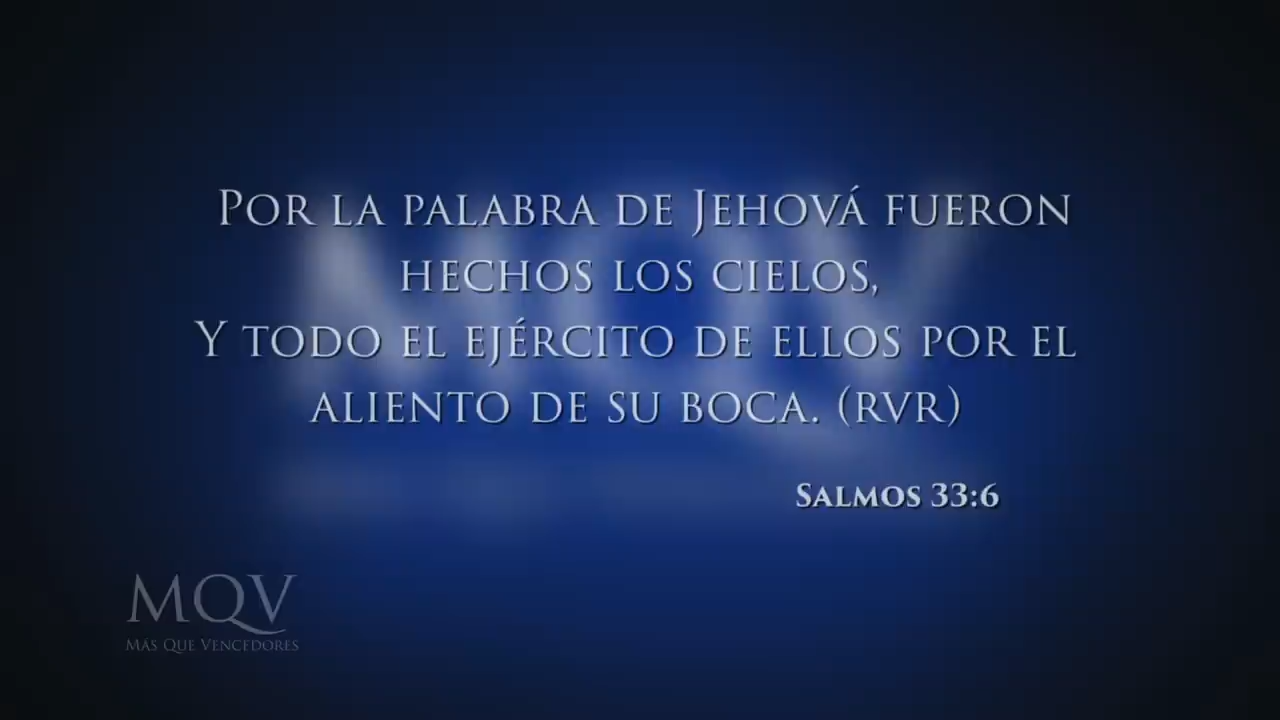 Por la palabra de Jehová fueron
hechos los cielos,
Y todo el ejército de ellos por el
aliento de su boca. (RVR)
Salmos 33:6
MQV
Más Que Vencedores